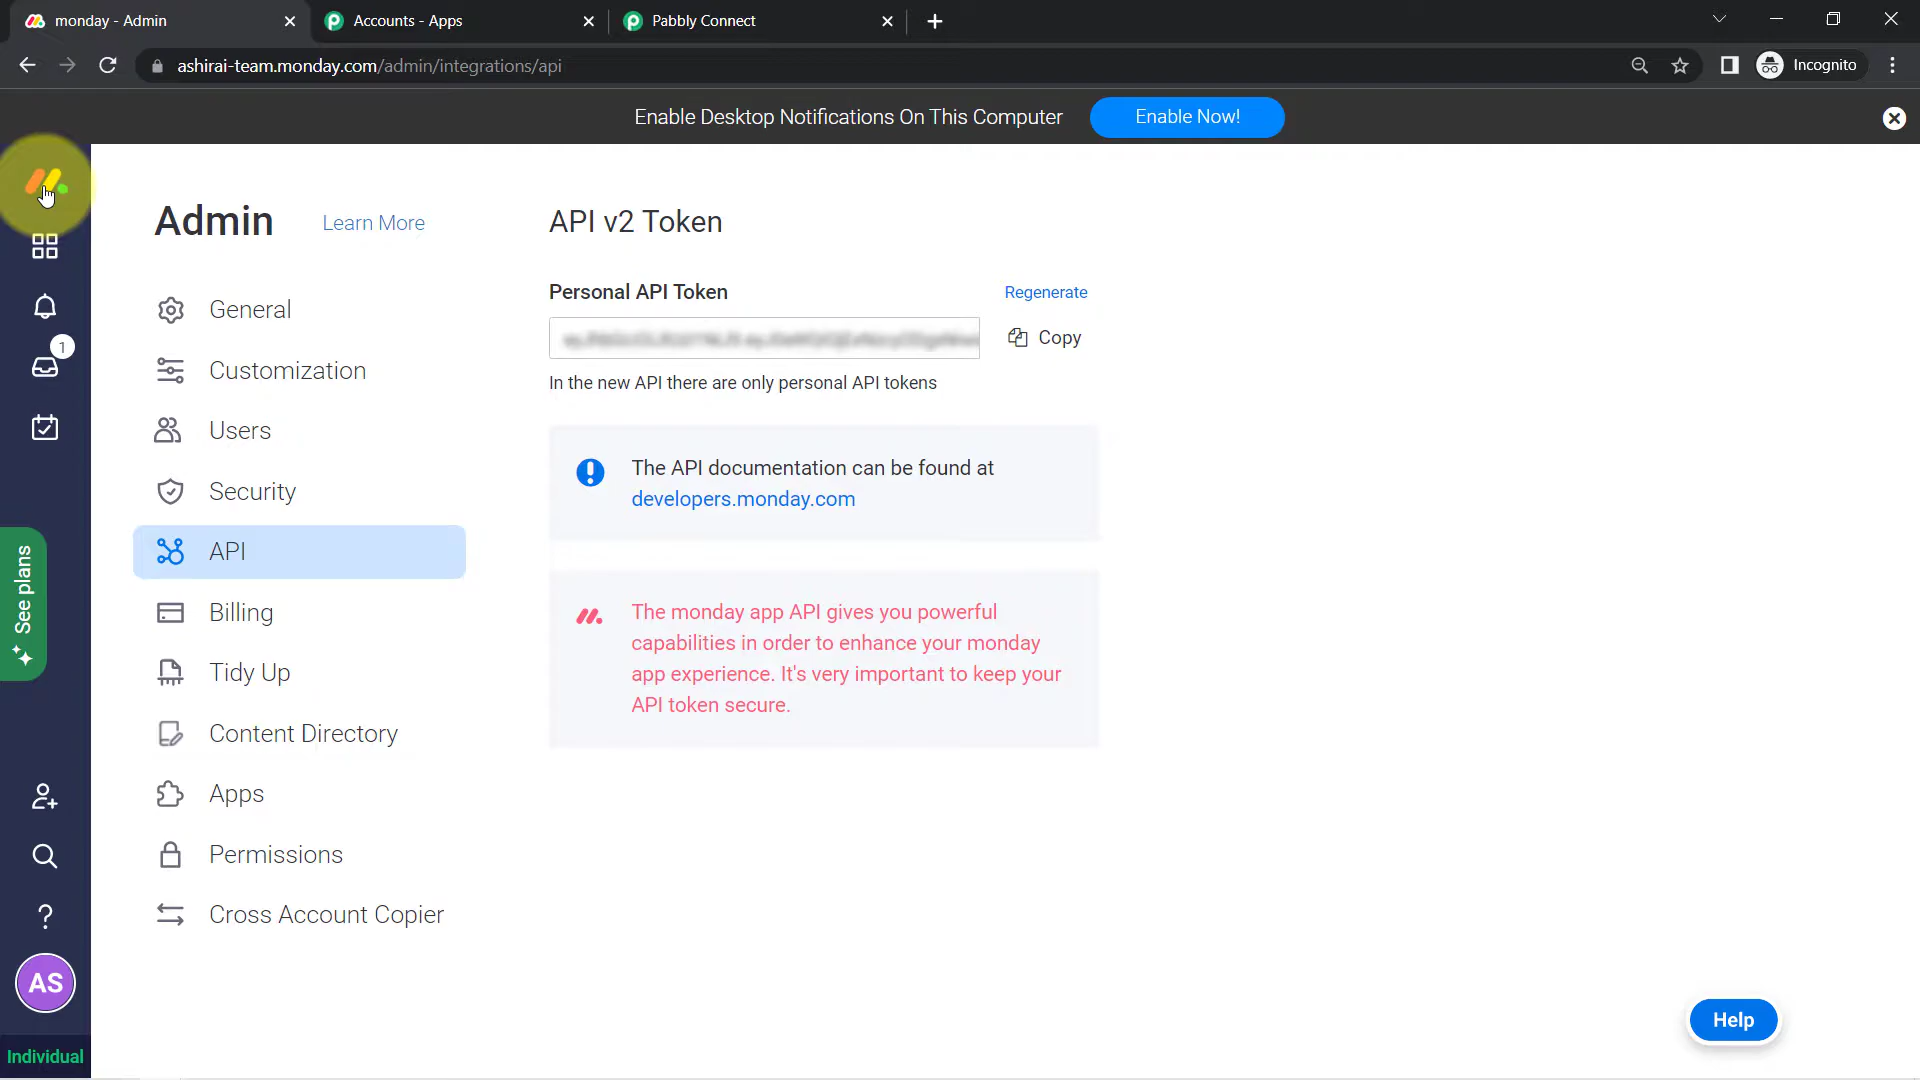 monday - Admin
Accounts - Apps
Pabbly Connect
ashirai-team.monday.com/admin/integrations/api
Incognito
Enable Desktop Notifications On This Computer
Enable Now!
Admin
Learn More
API v2 Token
General
Personal API Token
Regenerate
Copy
1
Customization
In the new API there are only personal API tokens
Users
The API documentation can be found at
developers.monday.com
Security
API
See plans
Billing
The monday app API gives you powerful
capabilities in order to enhance your monday
app experience. It's very important to keep your
API token secure.
Tidy Up
Content Directory
Apps
Permissions
Cross Account Copier
AS
Help
Individual